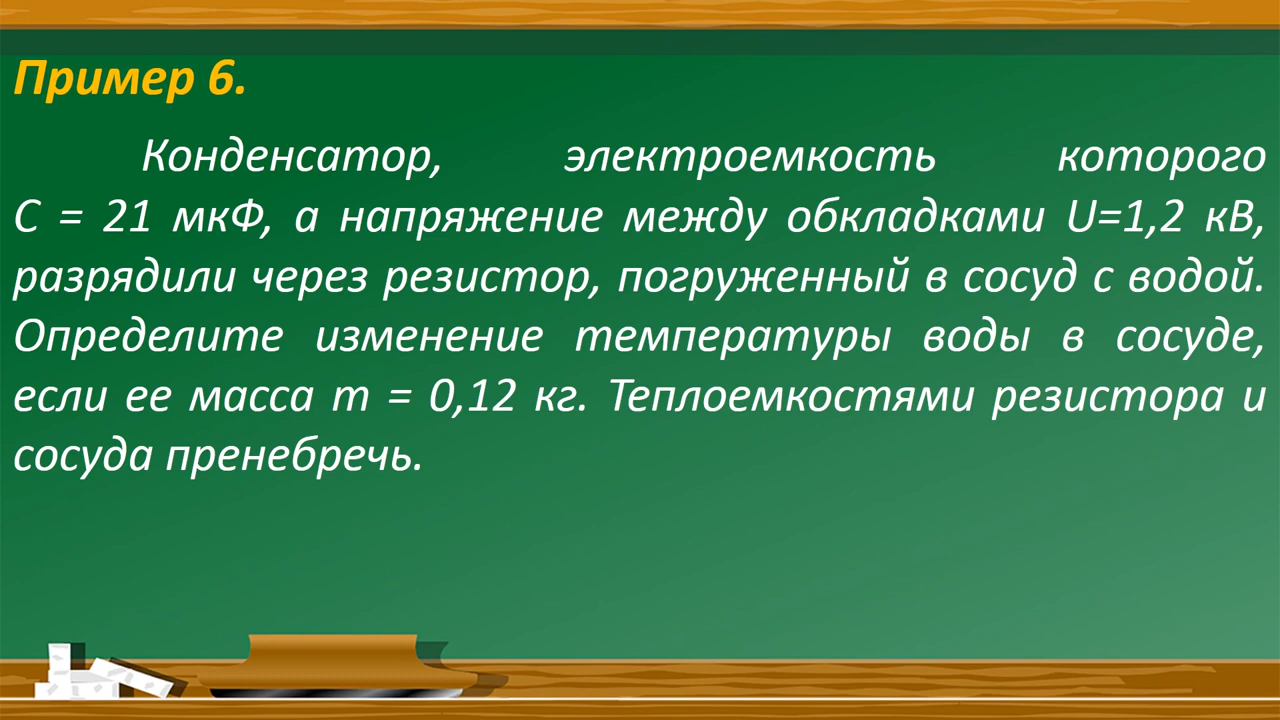 Пример 6.
Конденсатор, электроемкость которого
С = 21 мкФ, а напряжение между обкладками U=1,2 кВ,
разрядили через резистор, погруженный в сосуд с водой.
Определите изменение температуры воды в сосуде,
если ее масса m = 0,12 кг. Теплоемкостями резистора и
сосуда пренебречь.